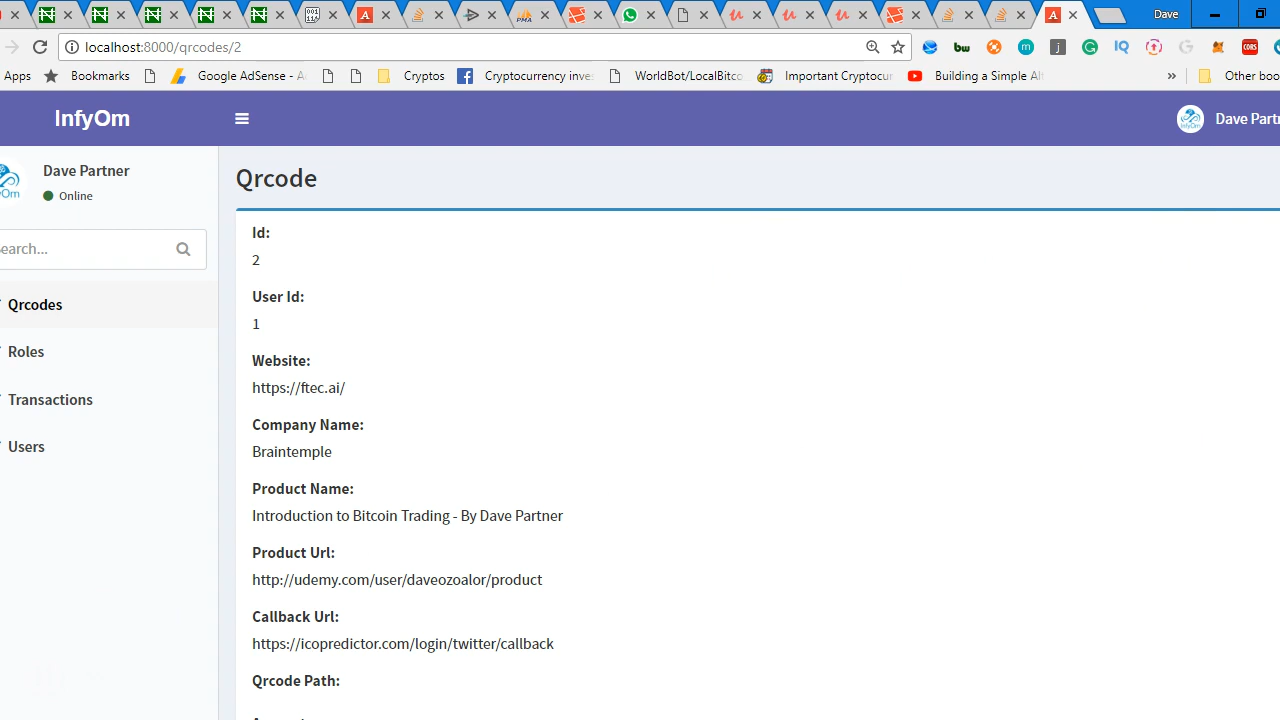 Dave
localhost:8000/qrcodes/2
Apps
Bookmarks
Google AdSense - A
Cryptos
Cryptocurrency inve
WorldBot/LocalBitco
Important Cryptocur
Building a Simple Alt
»
Other boo
InfyOm
Dave Partn
Dave Partner
Online
earch...
Qrcodes
Roles
Transactions
Users
Qrcode
Id:
2
User Id:
1
Website:
https://ftec.ai/
Company Name:
Braintemple
Product Name:
Introduction to Bitcoin Trading - By Dave Partner
Product Url:
http://udemy.com/user/daveozoalor/product
Callback Url:
https://icopredictor.com/login/twitter/callback
Qrcode Path: